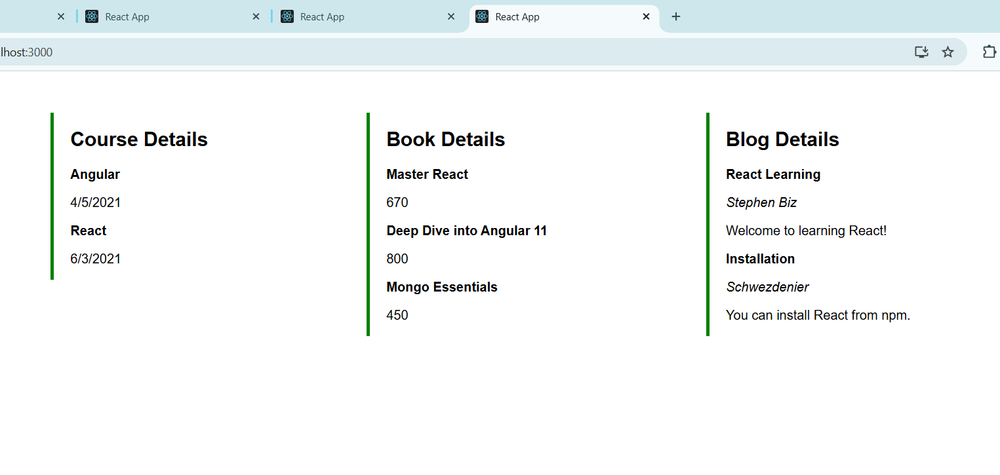 React App
React App
React App
lhost:3000
Course Details
Angular
4/5/2021
React
6/3/2021
Book Details
Master React
670
Deep Dive into Angular 11
800
Mongo Essentials
450
Blog Details
React Learning
Stephen Biz
Welcome to learning React!
Installation
Schwezdenier
You can install React from npm.